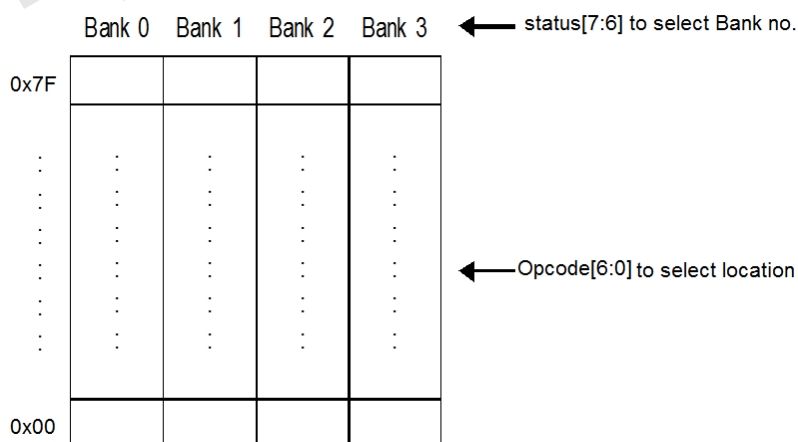 Bank 0 Bank 1 Bank 2 Bank 3 status[7:6] to select Bank no.
0x7F
Opcode[6:0] to select location
0x00